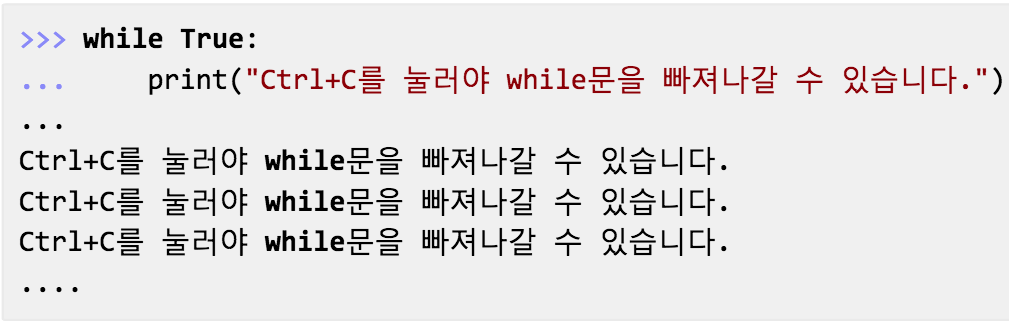 >>> while True:
...     print("Ctrl+C를 눌러야 while문을 빠져나갈 수 있습니다.")
...
Ctrl+C를 눌러야 while문을 빠져나갈 수 있습니다.
Ctrl+C를 눌러야 while문을 빠져나갈 수 있습니다.
Ctrl+C를 눌러야 while문을 빠져나갈 수 있습니다.
....